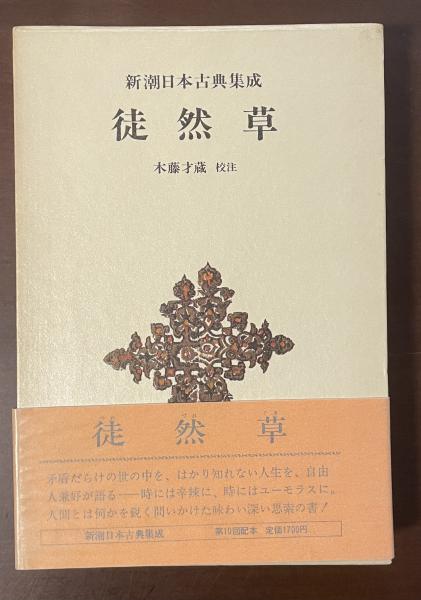 新潮日本古典集成
徒然草
木藤才蔵 校注
徒然草
矛盾だらけの世の中を、はかり知れない人生を、自由
人兼好が語る――時には辛辣に、時にはユーモラスに。
人間とは何かを鋭く問いかけた味わい深い思索の書!
新潮日本古典集成 第10回配本 定価1700円